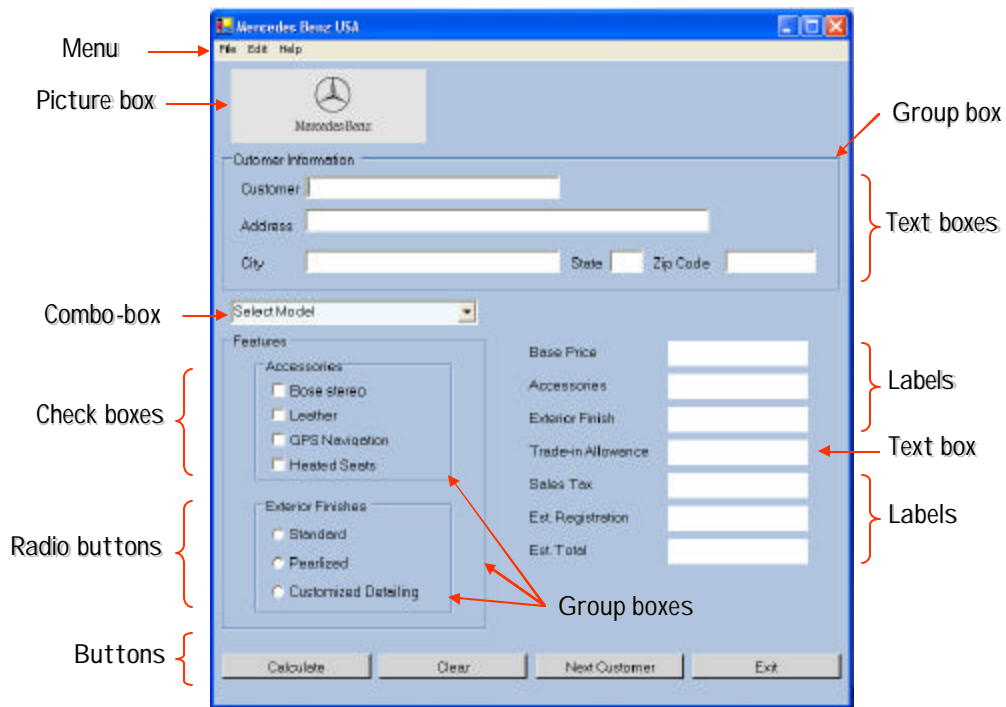 Mercedes Benz USA
Menu
File Edit Help
Picture box
Mercedes Benz
Group box
Cutomer Information
Customer
Address
Text boxes
City State Zip Code
Combo-box
Select Model
Features
Accessories
Check boxes
Bose stereo
Leather
GPS Navigation
Heated Seats
Base Price
Accessories
Labels
Exterior Finish
Trade-in Allowance
Text box
Sales Tax
Est. Registration
Labels
Est. Total
Radio buttons
Exterior Finishes
Standard
Pearlized
Customized Detailing
Group boxes
Buttons
Calculate Clear Next Customer Exit